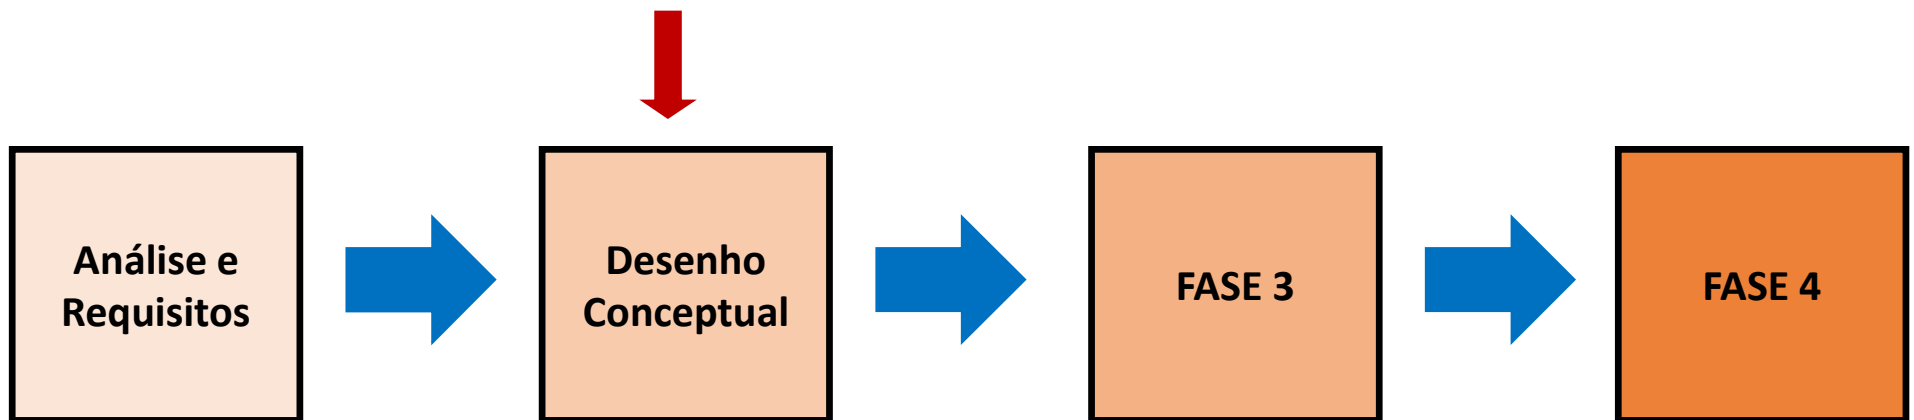 Análise e
Requisitos
Desenho
Conceptual
FASE 3
FASE 4